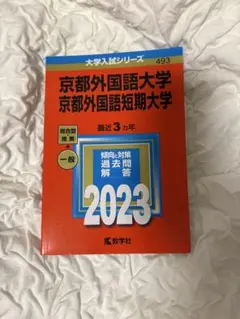 大学入試シリーズ
493
京都外国語大学
京都外国語短期大学
最近3カ年
総合型
推薦
一般
傾向と対策
過去問
解答
2023
教学社